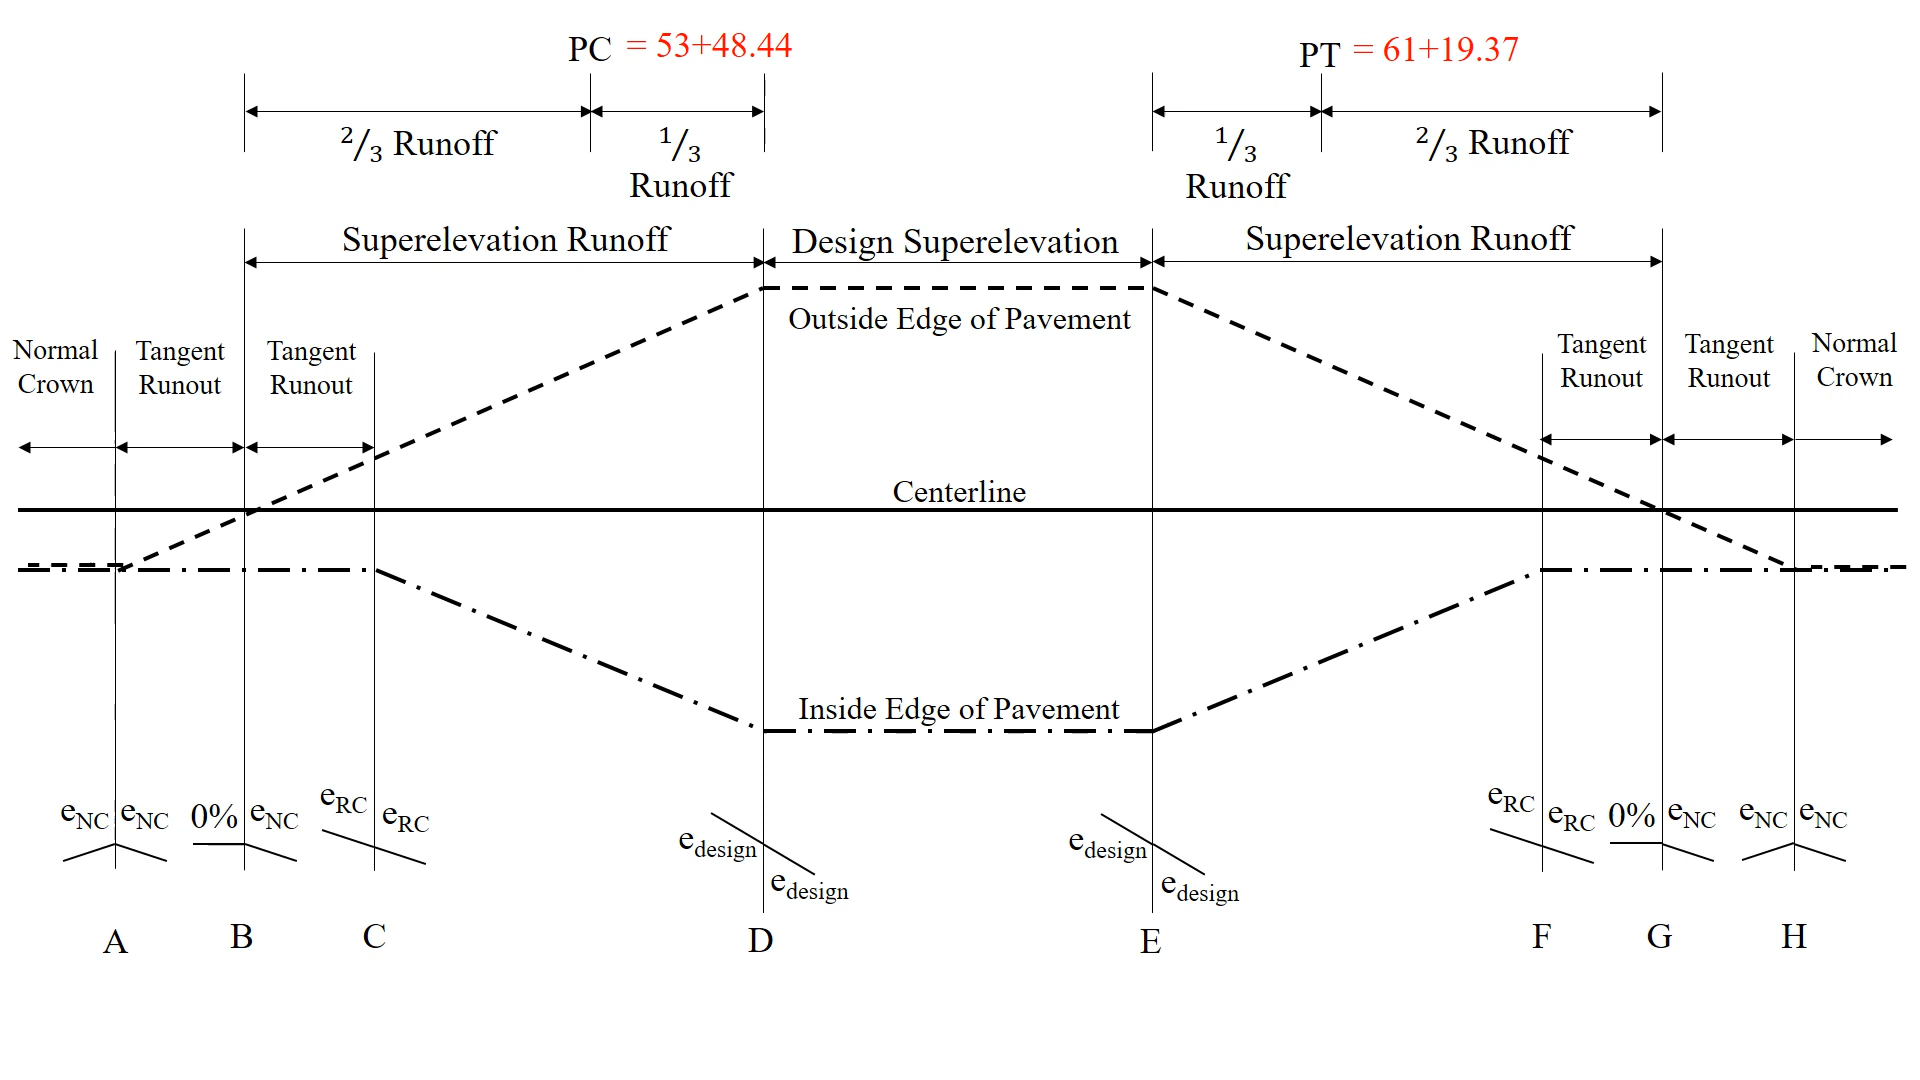 PC = 53+48.44
PT = 61+19.37
2/3 Runoff
1/3
Runoff
1/3
Runoff
2/3 Runoff
Superelevation Runoff
Design Superelevation
Superelevation Runoff
Outside Edge of Pavement
Normal
Crown
Tangent
Runout
Tangent
Runout
Tangent
Runout
Tangent
Runout
Normal
Crown
Centerline
Inside Edge of Pavement
eNC eNC
0% eNC
eRC eRC
edesign
edesign
edesign
edesign
eRC eRC
0% eNC
eNC eNC
A B C D E F G H